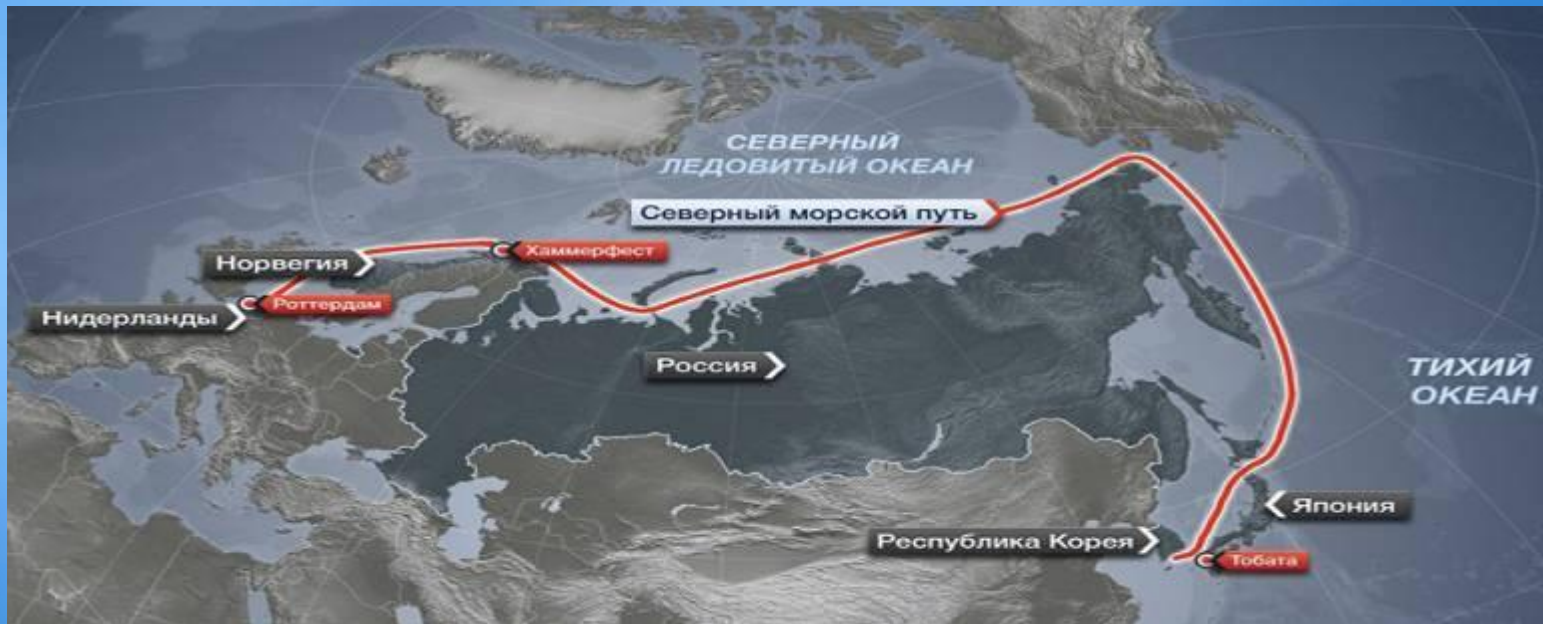 СЕВЕРНЫЙ
ЛЕДОВИТЫЙ ОКЕАН
Северный морской путь
Хаммерфест
Норвегия
Роттердам
Нидерланды
Россия
ТИХИЙ
ОКЕАН
Япония
Республика Корея
Тобата